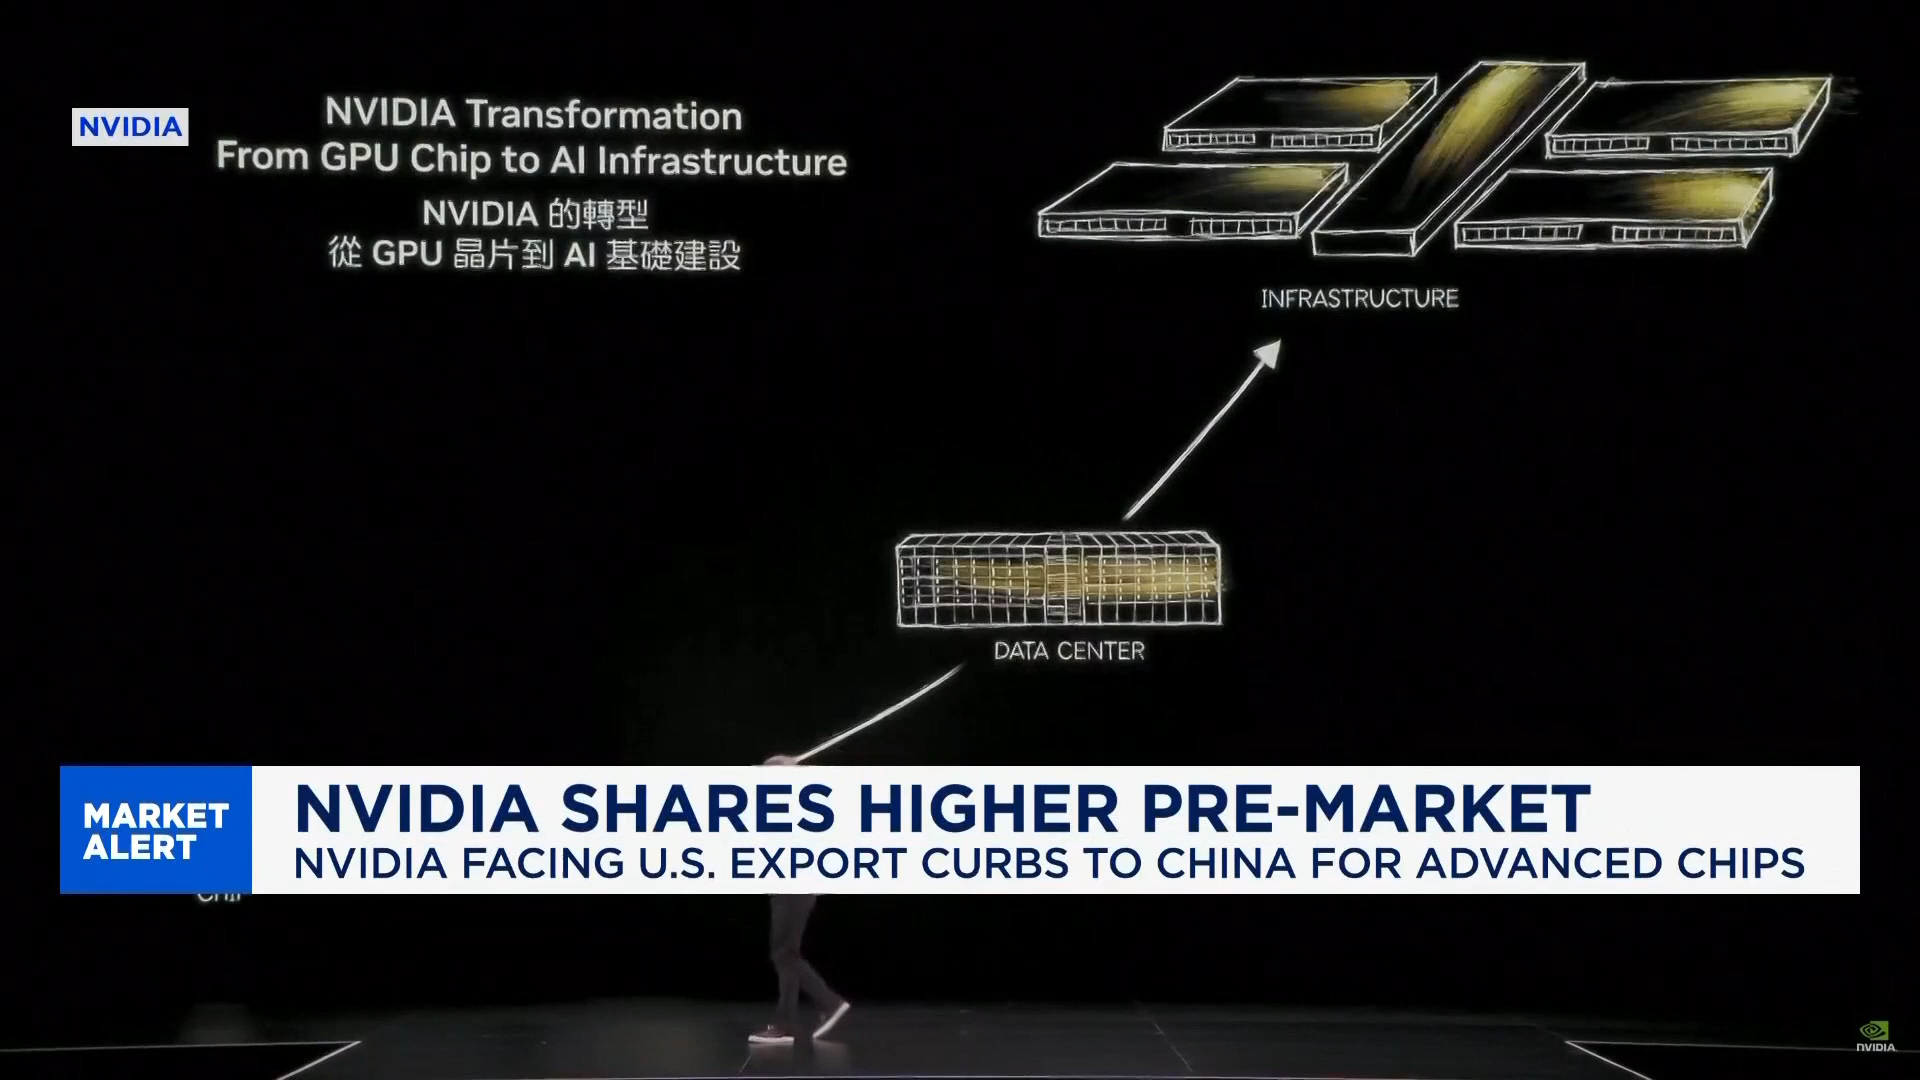 NVIDIA
NVIDIA Transformation
From GPU Chip to AI Infrastructure
NVIDIA 的轉型
從 GPU 晶片到 AI 基礎建設
INFRASTRUCTURE
DATA CENTER
MARKET
ALERT
NVIDIA SHARES HIGHER PRE-MARKET
NVIDIA FACING U.S. EXPORT CURBS TO CHINA FOR ADVANCED CHIPS
NVIDIA